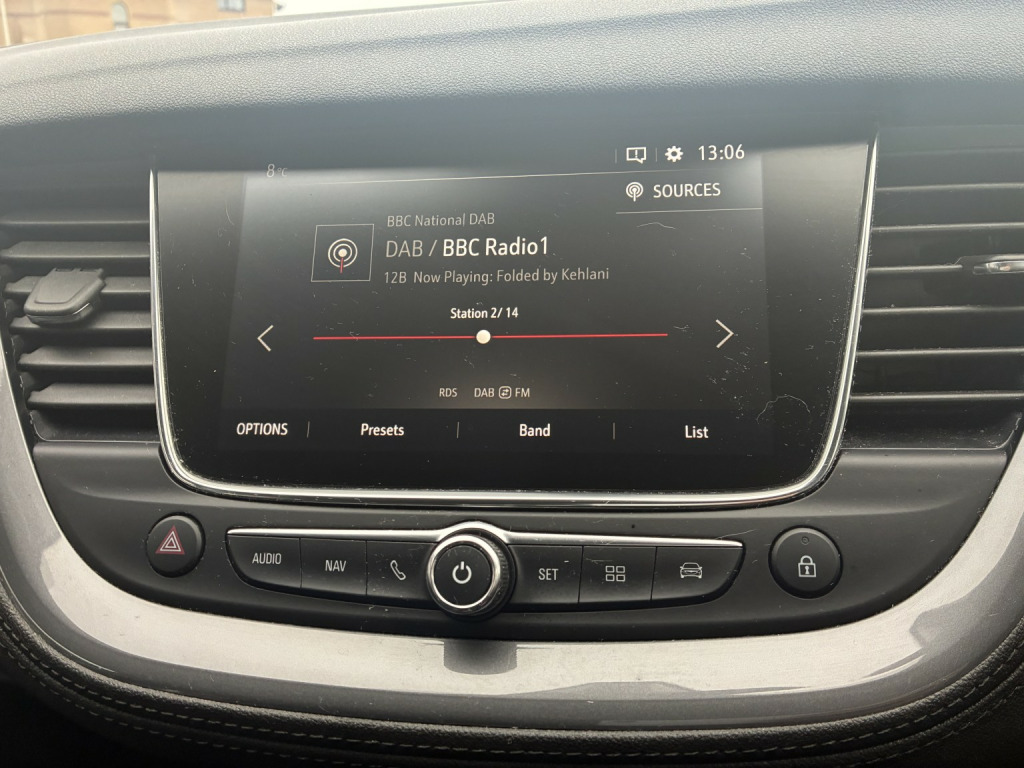 8°C
13:06
SOURCES
BBC National DAB
DAB / BBC Radio1
12B Now Playing: Folded by Kehlani
Station 2/ 14
RDS DAB FM
OPTIONS Presets Band List
AUDIO NAV SET